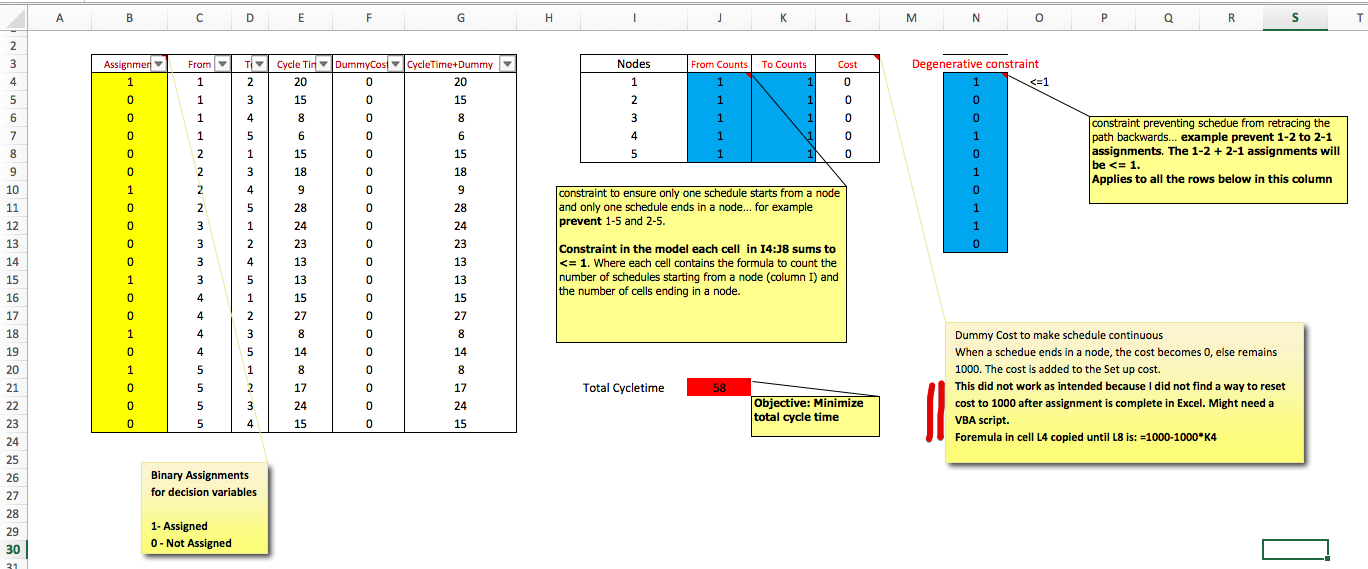 A B C D E F G H I J K L M N O P Q R S T
2
3 Assignmen From T Cycle Tin DummyCost CycleTime+Dummy Nodes From Counts To Counts Cost Degenerative constraint
4 1 1 2 20 0 20 1 1 1 0 1 <=1
5 0 1 3 15 0 15 2 1 1 0 0
6 0 1 4 8 0 8 3 1 1 0 0
7 0 1 5 6 0 6 4 1 1 0 1
8 0 2 1 15 0 15 5 1 1 0 0
9 0 2 3 18 0 18 1
10 1 2 4 9 0 9 0
11 0 2 5 28 0 28 1
12 0 3 1 24 0 24 1
13 0 3 2 23 0 23 0
14 0 3 4 13 0 13
15 1 3 5 13 0 13
16 0 4 1 15 0 15
17 0 4 2 27 0 27
18 1 4 3 8 0 8
19 0 4 5 14 0 14
20 1 5 1 8 0 8
21 0 5 2 17 0 17 Total Cycletime 58
22 0 5 3 24 0 24
23 0 5 4 15 0 15
24
25
26
27
28
29
30
31
constraint preventing schedue from retracing the
path backwards... example prevent 1-2 to 2-1
assignments. The 1-2 + 2-1 assignments will
be <= 1.
Applies to all the rows below in this column
constraint to ensure only one schedule starts from a node
and only one schedule ends in a node... for example
prevent 1-5 and 2-5.
Constraint in the model each cell in I4:J8 sums to
<= 1. Where each cell contains the formula to count the
number of schedules starting from a node (column I) and
the number of cells ending in a node.
Dummy Cost to make schedule continuous
When a schedue ends in a node, the cost becomes 0, else remains
1000. The cost is added to the Set up cost.
This did not work as intended because I did not find a way to reset
cost to 1000 after assignment is complete in Excel. Might need a
VBA script.
Foremula in cell L4 copied until L8 is: =1000-1000*K4
Objective: Minimize
total cycle time
Binary Assignments
for decision variables
1- Assigned
0 - Not Assigned